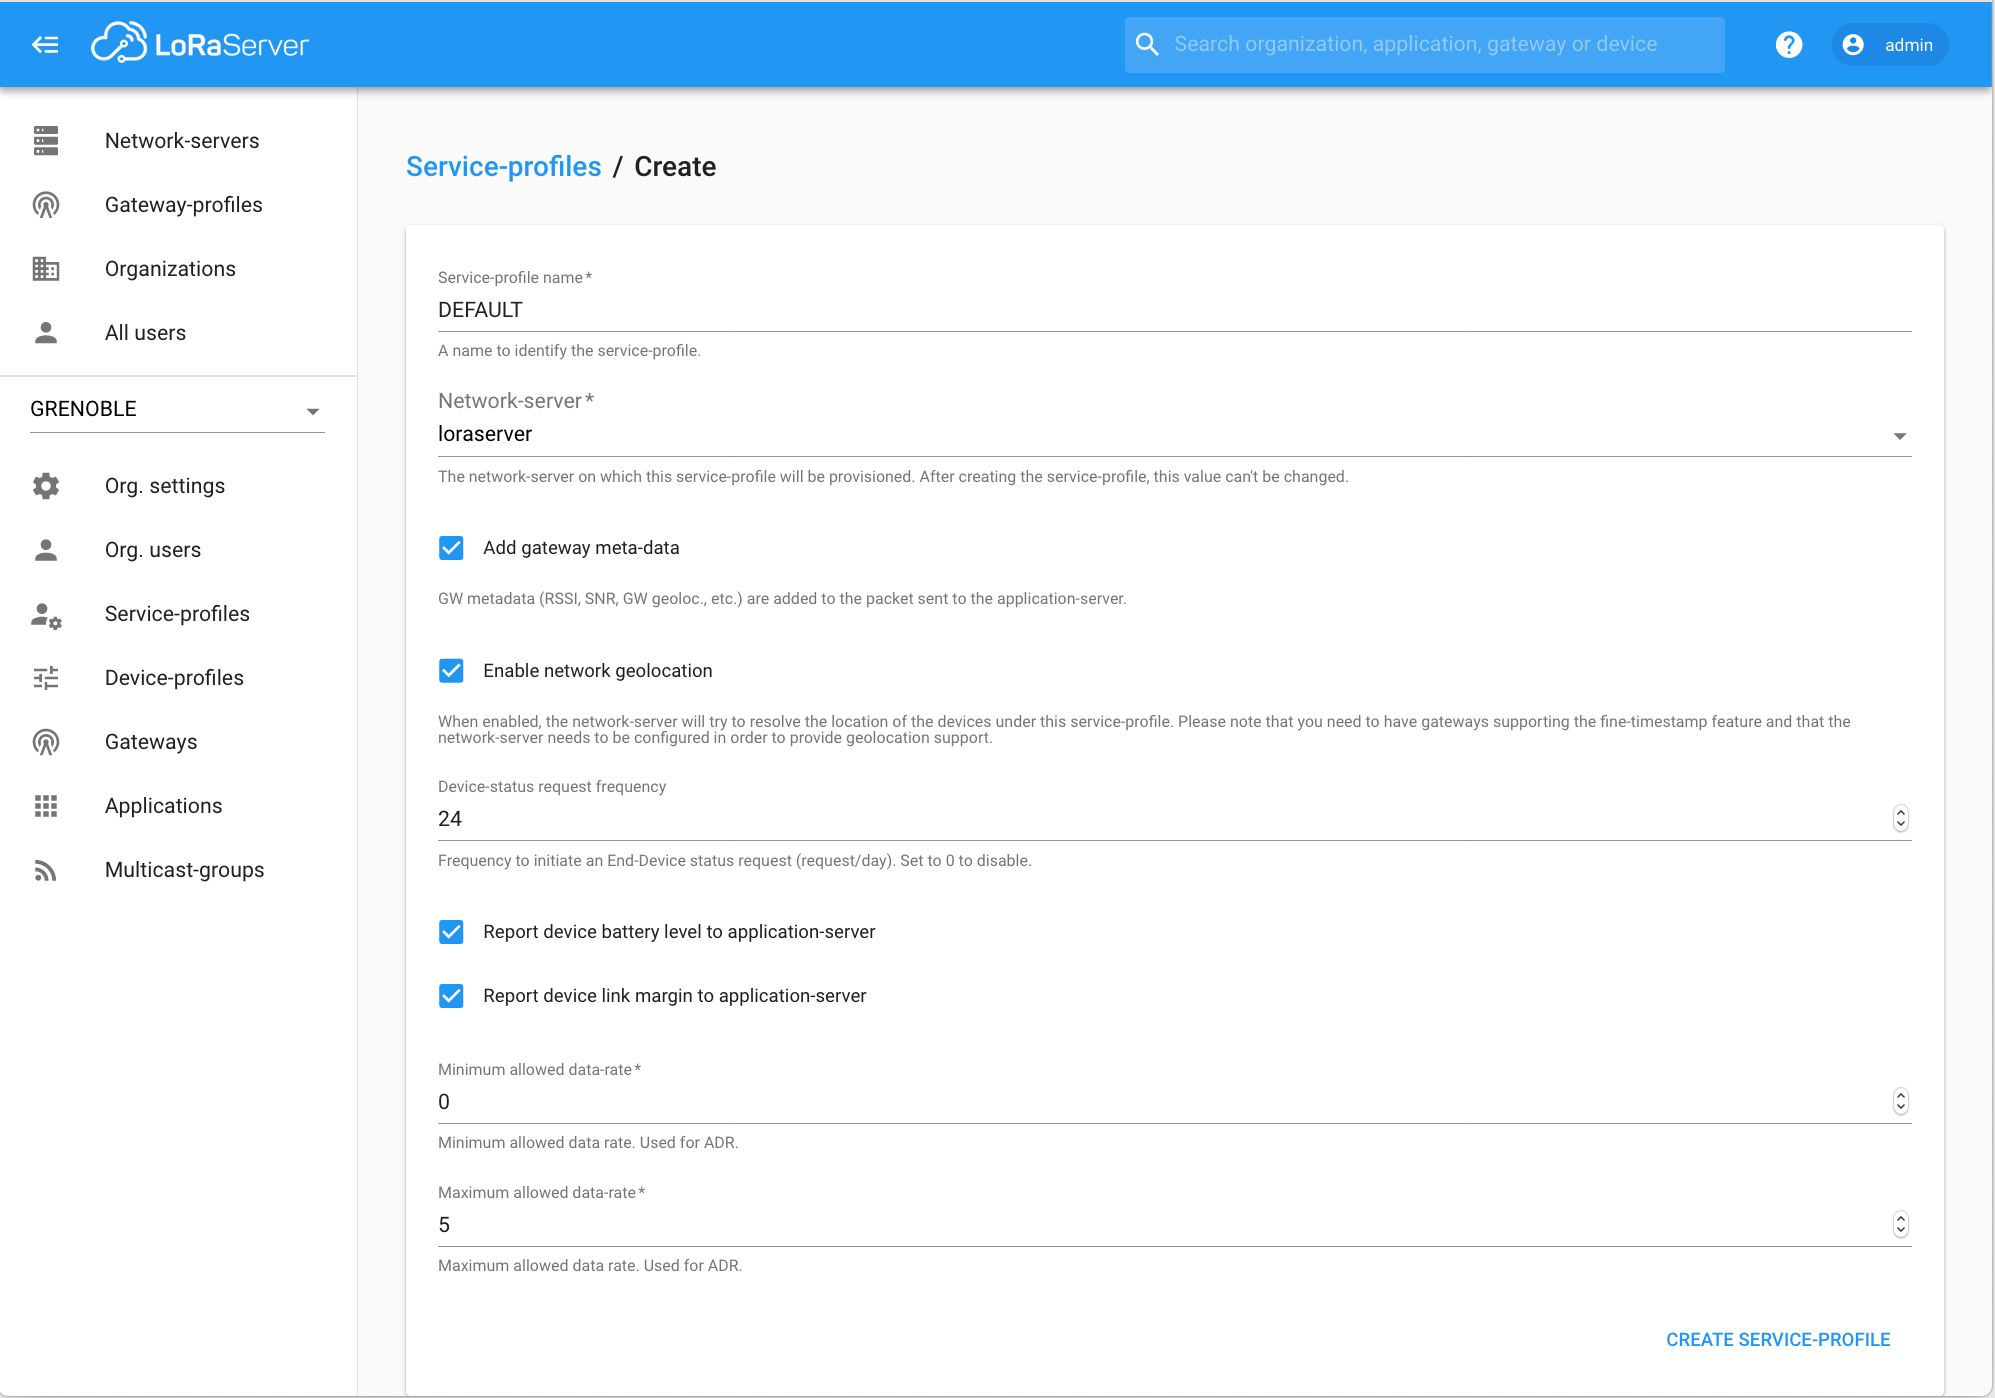 LoRaServer
Search organization, application, gateway or device
admin
Network-servers
Gateway-profiles
Organizations
All users
GRENOBLE
Org. settings
Org. users
Service-profiles
Device-profiles
Gateways
Applications
Multicast-groups
Service-profiles / Create
Service-profile name *
DEFAULT
A name to identify the service-profile.
Network-server *
loraserver
The network-server on which this service-profile will be provisioned. After creating the service-profile, this value can't be changed.
Add gateway meta-data
GW metadata (RSSI, SNR, GW geoloc., etc.) are added to the packet sent to the application-server.
Enable network geolocation
When enabled, the network-server will try to resolve the location of the devices under this service-profile. Please note that you need to have gateways supporting the fine-timestamp feature and that the
network-server needs to be configured in order to provide geolocation support.
Device-status request frequency
24
Frequency to initiate an End-Device status request (request/day). Set to 0 to disable.
Report device battery level to application-server
Report device link margin to application-server
Minimum allowed data-rate *
0
Minimum allowed data rate. Used for ADR.
Maximum allowed data-rate *
5
Maximum allowed data rate. Used for ADR.
CREATE SERVICE-PROFILE